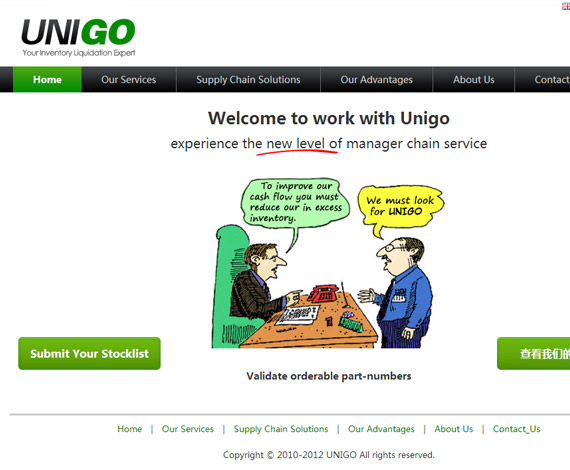 UNIGO
Your Inventory Liquidation Expert
Home
Our Services
Supply Chain Solutions
Our Advantages
About Us
Contact
Welcome to work with Unigo
experience the new level of manager chain service
To improve our
cash flow you must
reduce our in excess
inventory.
We must look
for UNIGO
Submit Your Stocklist
查看我们的
Validate orderable part-numbers
Home | Our Services | Supply Chain Solutions | Our Advantages | About Us | Contact_Us
Copyright © 2010-2012 UNIGO All rights reserved.